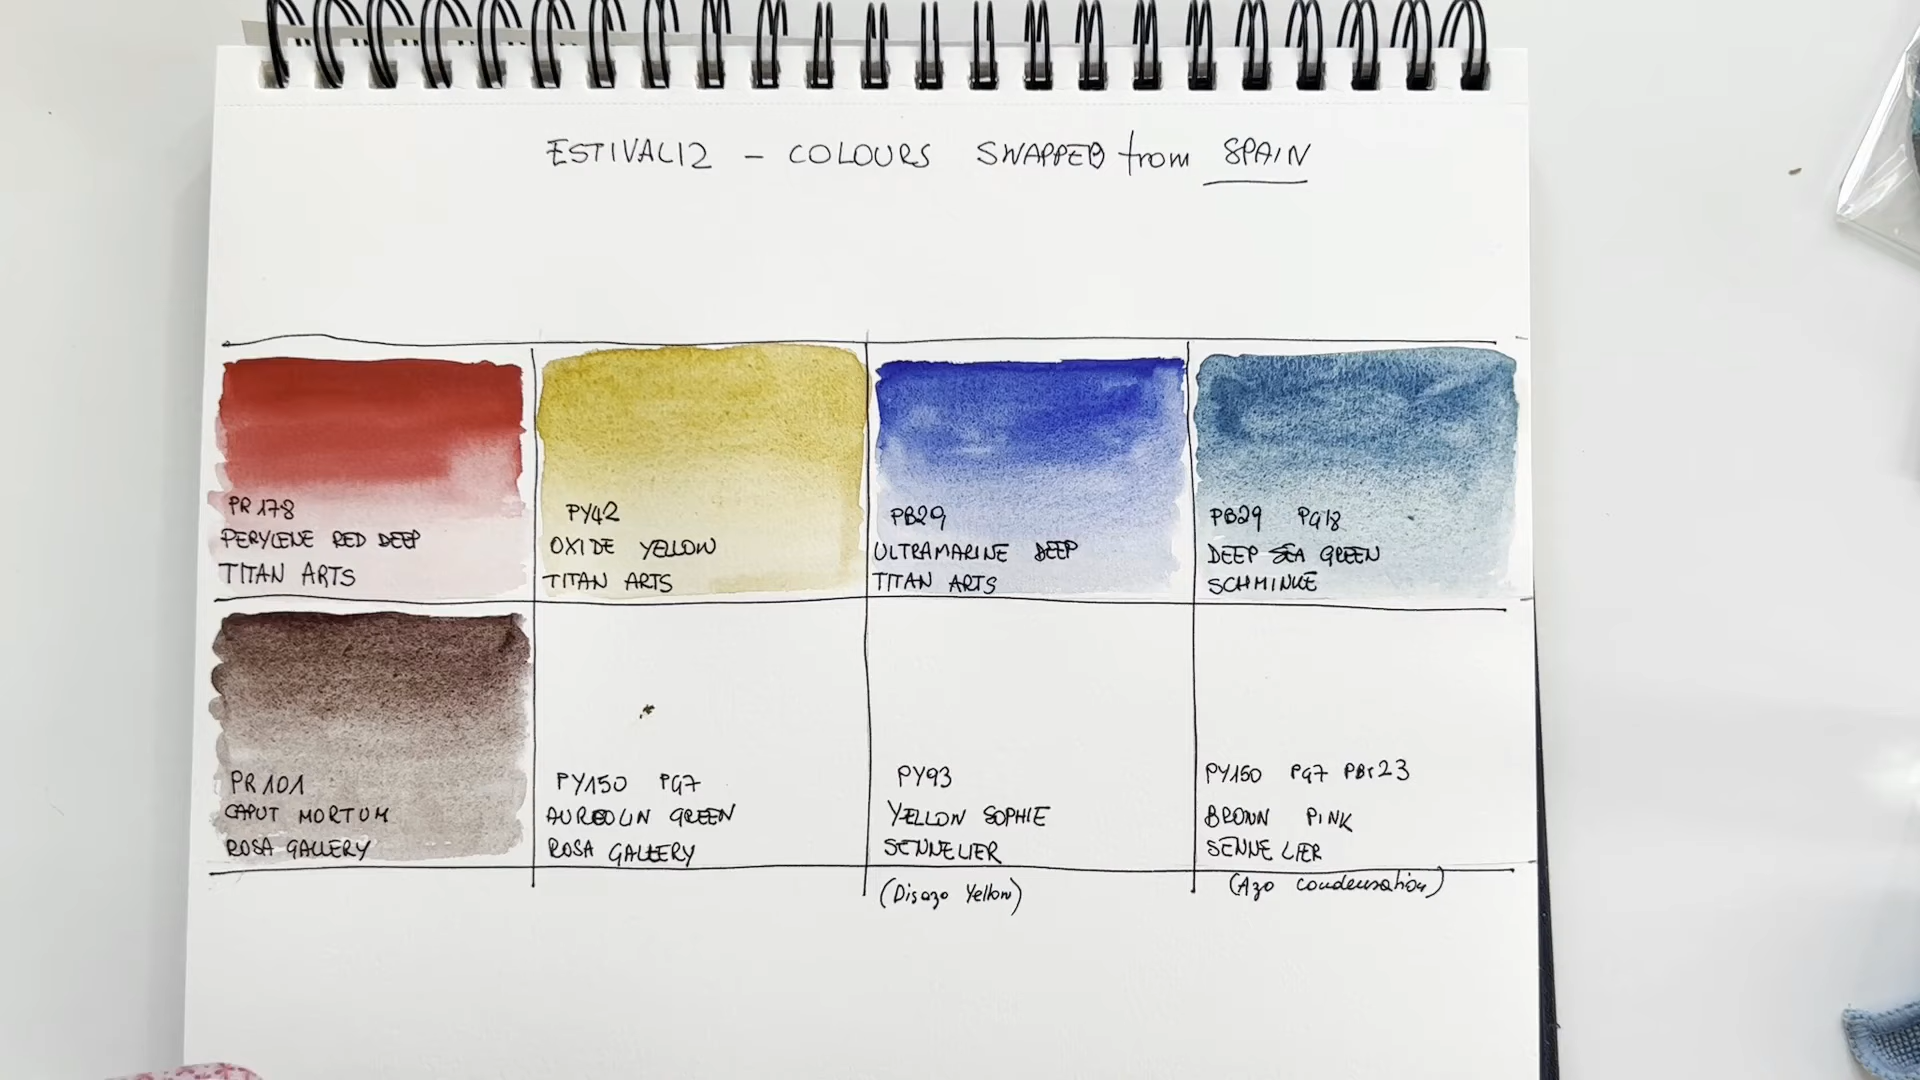 ESTIVALIZ - COLOURS SWAPPED from SPAIN
PR178
PERYLENE RED DEEP
TITAN ARTS
PY42
OXIDE YELLOW
TITAN ARTS
PB29
ULTRAMARINE DEEP
TITAN ARTS
PB29 PG18
DEEP SEA GREEN
SCHMINKE
PR101
CAPUT MORTUM
ROSA GALLERY
PY150 PG7
AUREOLIN GREEN
ROSA GALLERY
PY93
YELLOW SOPHIE
SENNELIER
(Disazo Yellow)
PY150 PG7 PBr23
BROWN PINK
SENNELIER
(Azo condensation)